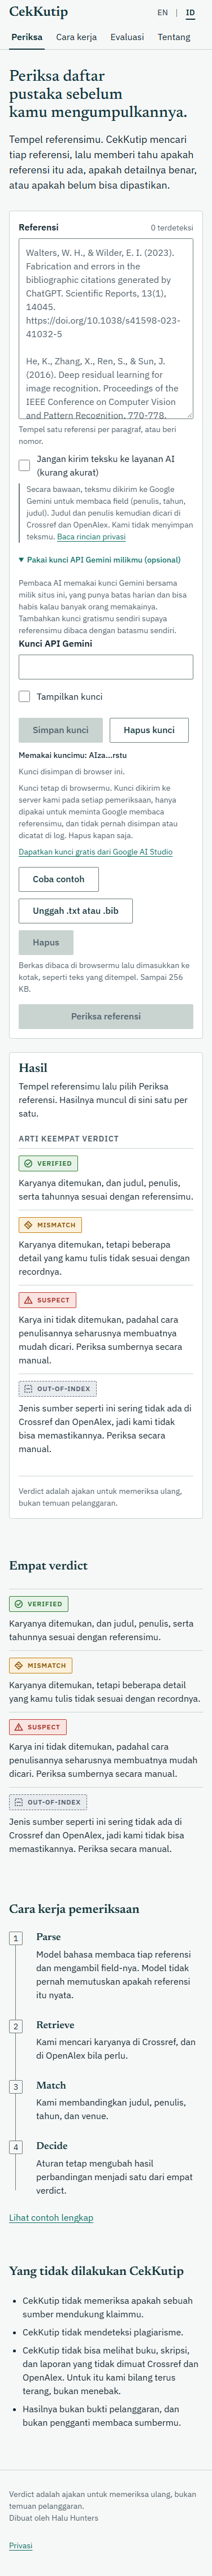 CekKutip
EN | ID
Periksa Cara kerja Evaluasi Tentang
Periksa daftar
pustaka sebelum
kamu mengumpulkannya.
Tempel referensimu. CekKutip mencari
tiap referensi, lalu memberi tahu apakah
referensi itu ada, apakah detailnya benar,
atau apakah belum bisa dipastikan.
Referensi 0 terdeteksi
Walters, W. H., & Wilder, E. I. (2023).
Fabrication and errors in the
bibliographic citations generated by
ChatGPT. Scientific Reports, 13(1),
14045.
https://doi.org/10.1038/s41598-023-
41032-5
He, K., Zhang, X., Ren, S., & Sun, J.
(2016). Deep residual learning for
image recognition. Proceedings of the
IEEE Conference on Computer Vision
and Pattern Recognition, 770-778.
Tempel satu referensi per paragraf, atau beri
nomor.
Jangan kirim teksku ke layanan AI
(kurang akurat)
Secara bawaan, teksmu dikirim ke Google
Gemini untuk membaca field (penulis, tahun,
judul). Judul dan penulis kemudian dicari di
Crossref dan OpenAlex. Kami tidak menyimpan
teksmu. Baca rincian privasi
▼ Pakai kunci API Gemini milikmu (opsional)
Pembaca AI memakai kunci Gemini bersama
milik situs ini, yang punya batas harian dan bisa
habis kalau banyak orang memakainya.
Tambahkan kunci gratismu sendiri supaya
referensimu dibaca dengan batasmu sendiri.
Kunci API Gemini
Tampilkan kunci
Simpan kunci Hapus kunci
Memakai kuncimu: AIza...rstu
Kunci disimpan di browser ini.
Kunci tetap di browsermu. Kunci dikirim ke
server kami pada setiap pemeriksaan, hanya
dipakai untuk meminta Google membaca
referensimu, dan tidak pernah disimpan atau
dicatat di log. Hapus kapan saja.
Dapatkan kunci gratis dari Google AI Studio
Coba contoh
Unggah .txt atau .bib
Hapus
Berkas dibaca di browsermu lalu dimasukkan ke
kotak, seperti teks yang ditempel. Sampai 256
KB.
Periksa referensi
Hasil
Tempel referensimu lalu pilih Periksa
referensi. Hasilnya muncul di sini satu per
satu.
ARTI KEEMPAT VERDICT
VERIFIED
Karyanya ditemukan, dan judul, penulis,
serta tahunnya sesuai dengan referensimu.
MISMATCH
Karyanya ditemukan, tetapi beberapa
detail yang kamu tulis tidak sesuai dengan
recordnya.
SUSPECT
Karya ini tidak ditemukan, padahal cara
penulisannya seharusnya membuatnya
mudah dicari. Periksa sumbernya secara
manual.
OUT-OF-INDEX
Jenis sumber seperti ini sering tidak ada di
Crossref dan OpenAlex, jadi kami tidak
bisa memastikannya. Periksa secara
manual.
Verdict adalah ajakan untuk memeriksa ulang,
bukan temuan pelanggaran.
Empat verdict
VERIFIED
Karyanya ditemukan, dan judul, penulis, serta
tahunnya sesuai dengan referensimu.
MISMATCH
Karyanya ditemukan, tetapi beberapa detail
yang kamu tulis tidak sesuai dengan recordnya.
SUSPECT
Karya ini tidak ditemukan, padahal cara
penulisannya seharusnya membuatnya mudah
dicari. Periksa sumbernya secara manual.
OUT-OF-INDEX
Jenis sumber seperti ini sering tidak ada di
Crossref dan OpenAlex, jadi kami tidak bisa
memastikannya. Periksa secara manual.
Cara kerja pemeriksaan
1 Parse
Model bahasa membaca tiap referensi
dan mengambil field-nya. Model tidak
pernah memutuskan apakah referensi
itu nyata.
2 Retrieve
Kami mencari karyanya di Crossref, dan
di OpenAlex bila perlu.
3 Match
Kami membandingkan judul, penulis,
tahun, dan venue.
4 Decide
Aturan tetap mengubah hasil
perbandingan menjadi satu dari empat
verdict.
Lihat contoh lengkap
Yang tidak dilakukan CekKutip
• CekKutip tidak memeriksa apakah sebuah
sumber mendukung klaimmu.
• CekKutip tidak mendeteksi plagiarisme.
• CekKutip tidak bisa melihat buku, skripsi,
dan laporan yang tidak dimuat Crossref dan
OpenAlex. Untuk itu kami bilang terus
terang, bukan menebak.
• Hasilnya bukan bukti pelanggaran, dan
bukan pengganti membaca sumbermu.
Verdict adalah ajakan untuk memeriksa ulang, bukan
temuan pelanggaran.
Dibuat oleh Halu Hunters
Privasi